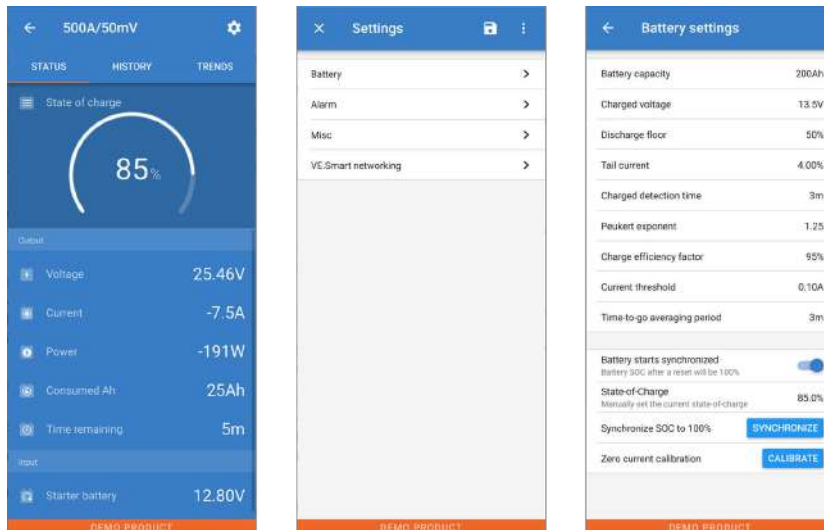 500A/50mV
STATUS HISTORY TRENDS
State of charge
85%
Output
Voltage 25.46V
Current -7.5A
Power -191W
Consumed Ah 25Ah
Time remaining 5m
Input
Starter battery 12.80V
DEMO PRODUCT
Settings
Battery
Alarm
Misc
VE.Smart networking
DEMO PRODUCT
Battery settings
Battery capacity 200Ah
Charged voltage 13.5V
Discharge floor 50%
Tail current 4.00%
Charged detection time 3m
Peukert exponent 1.25
Charge efficiency factor 95%
Current threshold 0.10A
Time-to-go averaging period 3m
Battery starts synchronized
Battery SOC after a reset will be 100%
State-of-Charge 85.0%
Manually set the current state-of-charge
Synchronize SOC to 100% SYNCHRONIZE
Zero current calibration CALIBRATE
DEMO PRODUCT